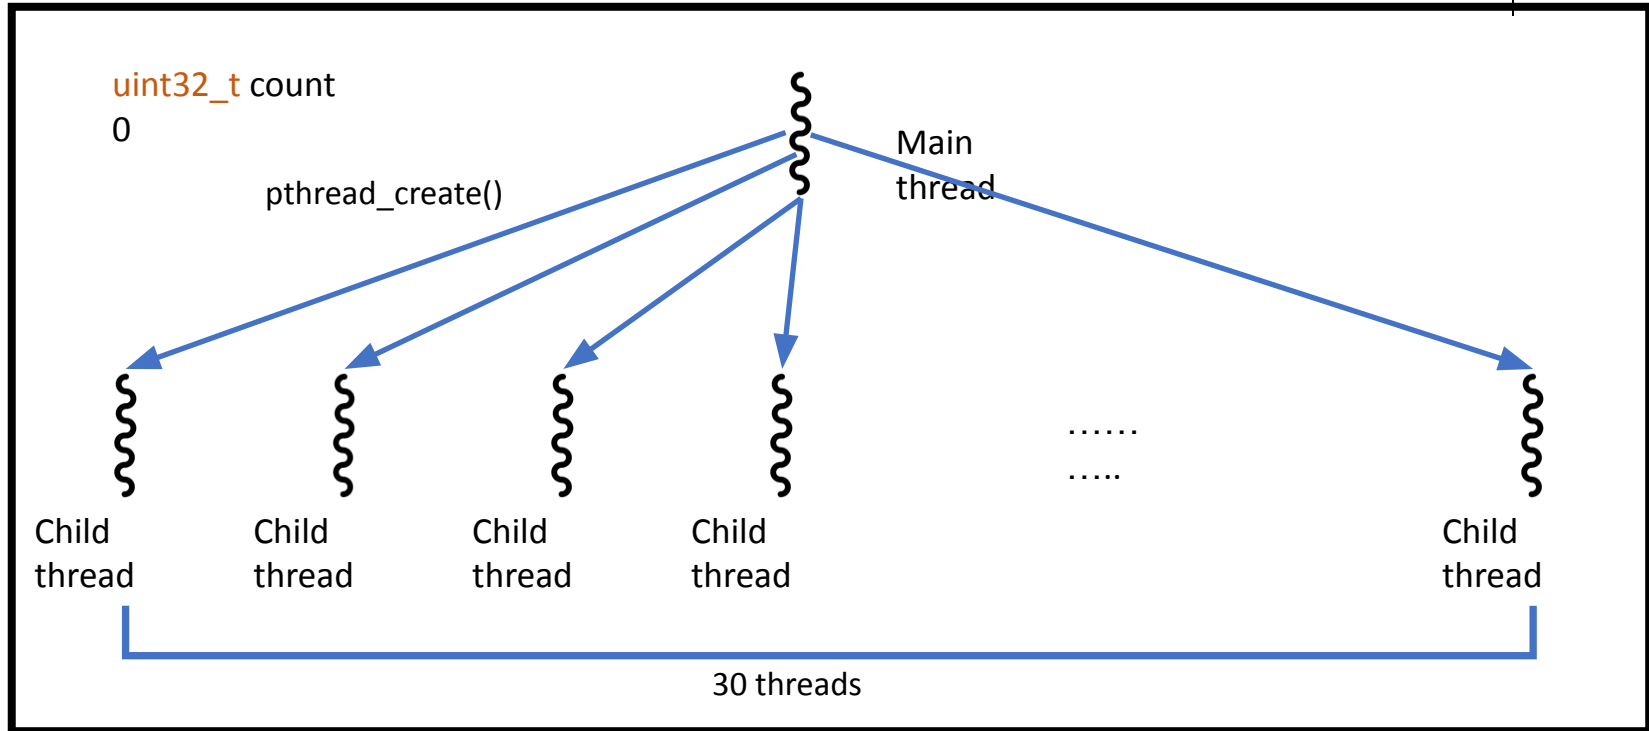 uint32_t count
0
Main
thread
pthread_create()
……
…..
Child
thread
Child
thread
Child
thread
Child
thread
Child
thread
30 threads